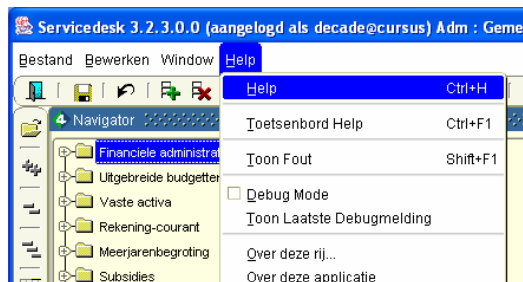 Servicedesk 3.2.3.0.0 (aangelogd als decade@cursus) Adm : Geme
Bestand Bewerken Window Help
Help Ctrl+H
4 Navigator
Toetsenbord Help Ctrl+F1
Financiele administrat
Toon Fout Shift+F1
Uitgebreide budgetter
Vaste activa
Debug Mode
Rekening-courant
Toon Laatste Debugmelding
Meerjarenbegroting
Over deze rij...
Subsidies
Over deze applicatie